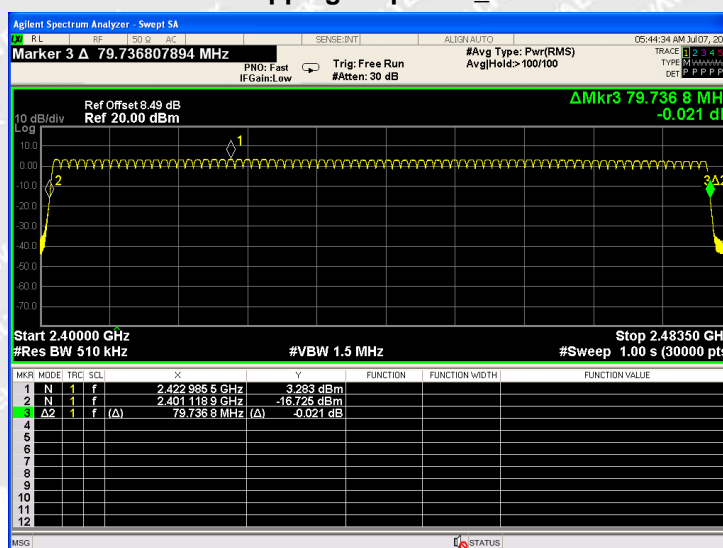 Agilent Spectrum Analyzer - Swept SA
RL RF 50 Ω AC SENSE:INT ALIGN AUTO 05:44:34 AM Jul 07, 20
Marker 3 Δ 79.736807894 MHz
PNO: Fast
IFGain:Low
Trig: Free Run
#Atten: 30 dB
#Avg Type: Pwr(RMS)
Avg|Hold:>100/100
TRACE 1 2 3 4 5
TYPE M
DET P P P P P
ΔMkr3 79.736 8 MH
-0.021 d
Ref Offset 8.49 dB
10 dB/div Ref 20.00 dBm
Log
10.0
0.00
-10.0
-20.0
-30.0
-40.0
-50.0
-60.0
-70.0
1
2
3Δ2
Start 2.40000 GHz Stop 2.48350 GH
#Res BW 510 kHz #VBW 1.5 MHz #Sweep 1.00 s (30000 pts
MKR MODE TRC SCL X Y FUNCTION FUNCTION WIDTH FUNCTION VALUE
1 N 1 f 2.422 985 5 GHz 3.283 dBm
2 N 1 f 2.401 118 9 GHz -16.725 dBm
3 Δ2 1 f (Δ) 79.736 8 MHz (Δ) -0.021 dB
4
5
6
7
8
9
10
11
12
MSG STATUS